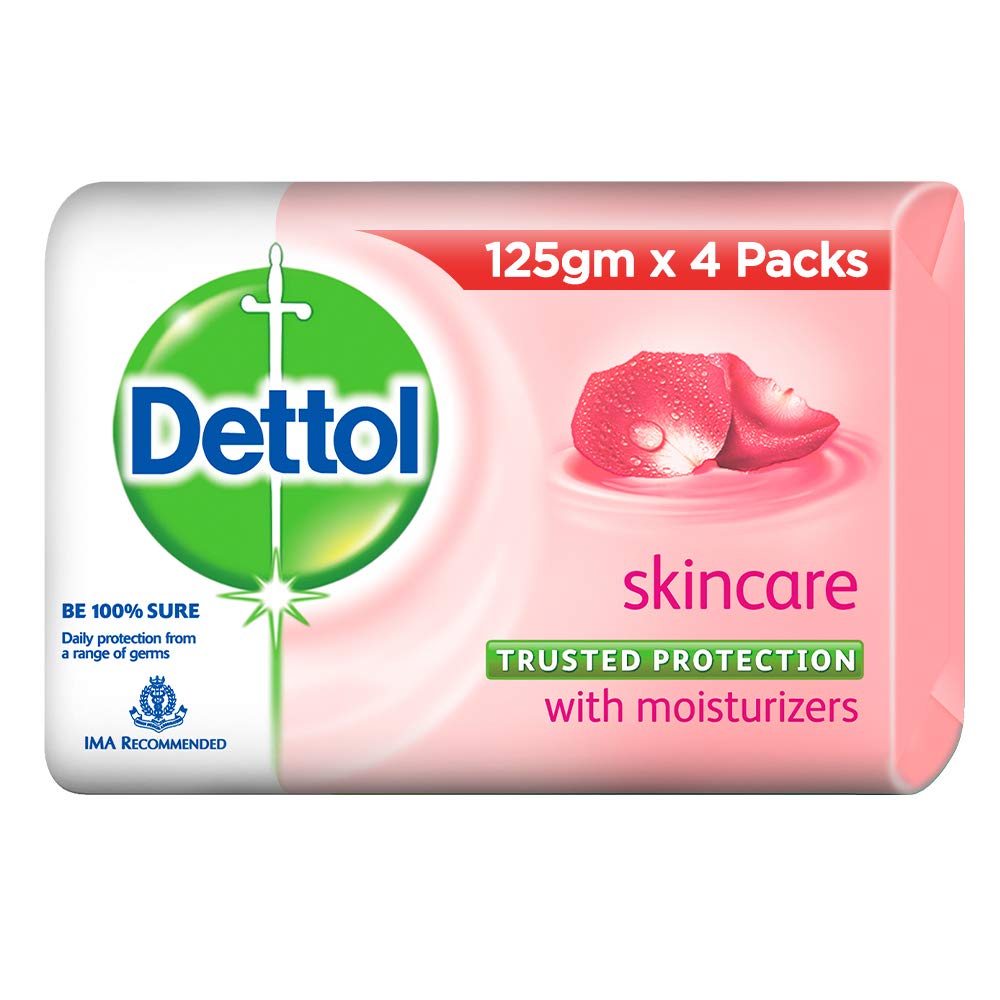 125gm x 4 Packs
Dettol
BE 100% SURE
Daily protection from
a range of germs
IMA RECOMMENDED
skincare
TRUSTED PROTECTION
with moisturizers